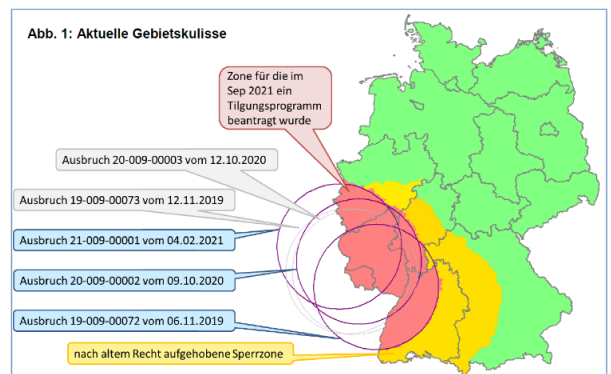 Abb. 1: Aktuelle Gebietskulisse
Zone für die im
Sep 2021 ein
Tilgungsprogramm
beantragt wurde
Ausbruch 20-009-00003 vom 12.10.2020
Ausbruch 19-009-00073 vom 12.11.2019
Ausbruch 21-009-00001 vom 04.02.2021
Ausbruch 20-009-00002 vom 09.10.2020
Ausbruch 19-009-00072 vom 06.11.2019
nach altem Recht aufgehobene Sperrzone